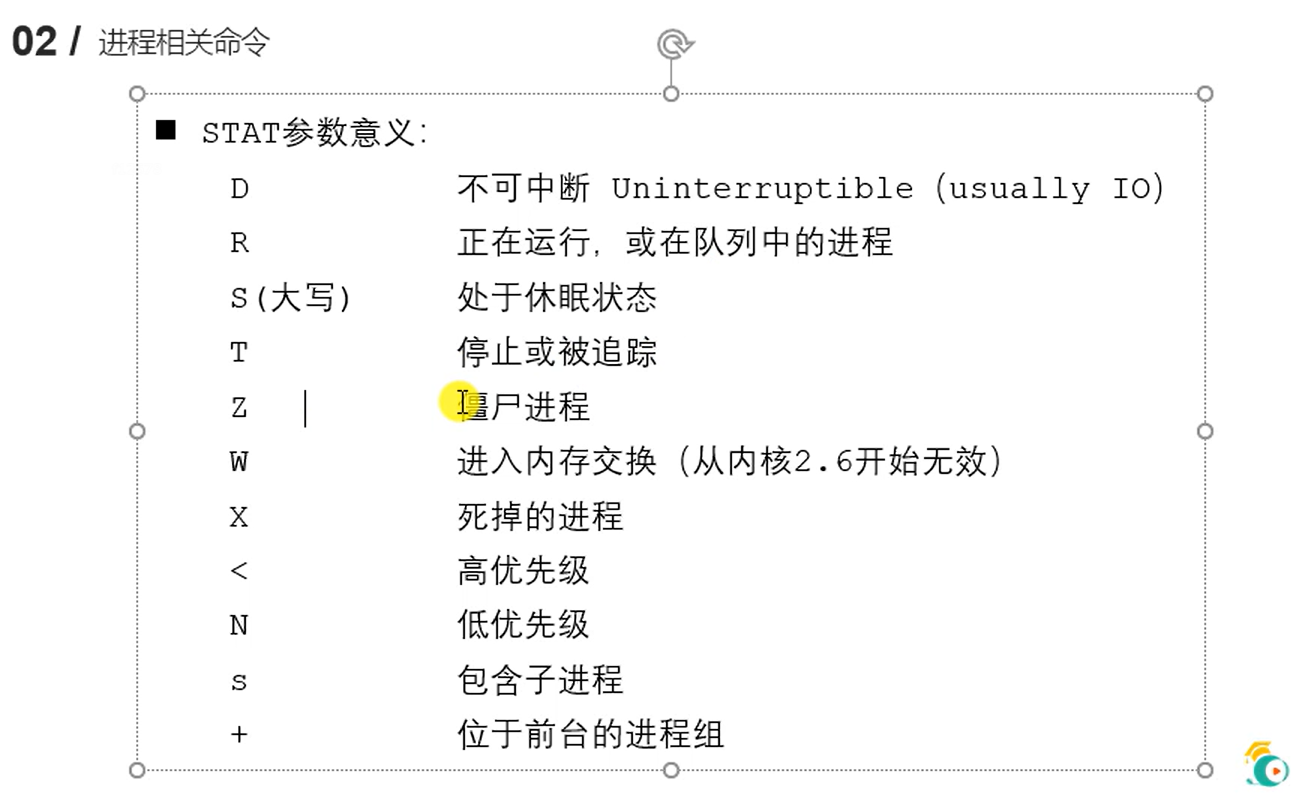 02 / 进程相关命令
■ STAT参数意义：
D 不可中断 Uninterruptible（usually IO）
R 正在运行，或在队列中的进程
S(大写) 处于休眠状态
T 停止或被追踪
Z 僵尸进程
W 进入内存交换（从内核2.6开始无效）
X 死掉的进程
< 高优先级
N 低优先级
s 包含子进程
+ 位于前台的进程组